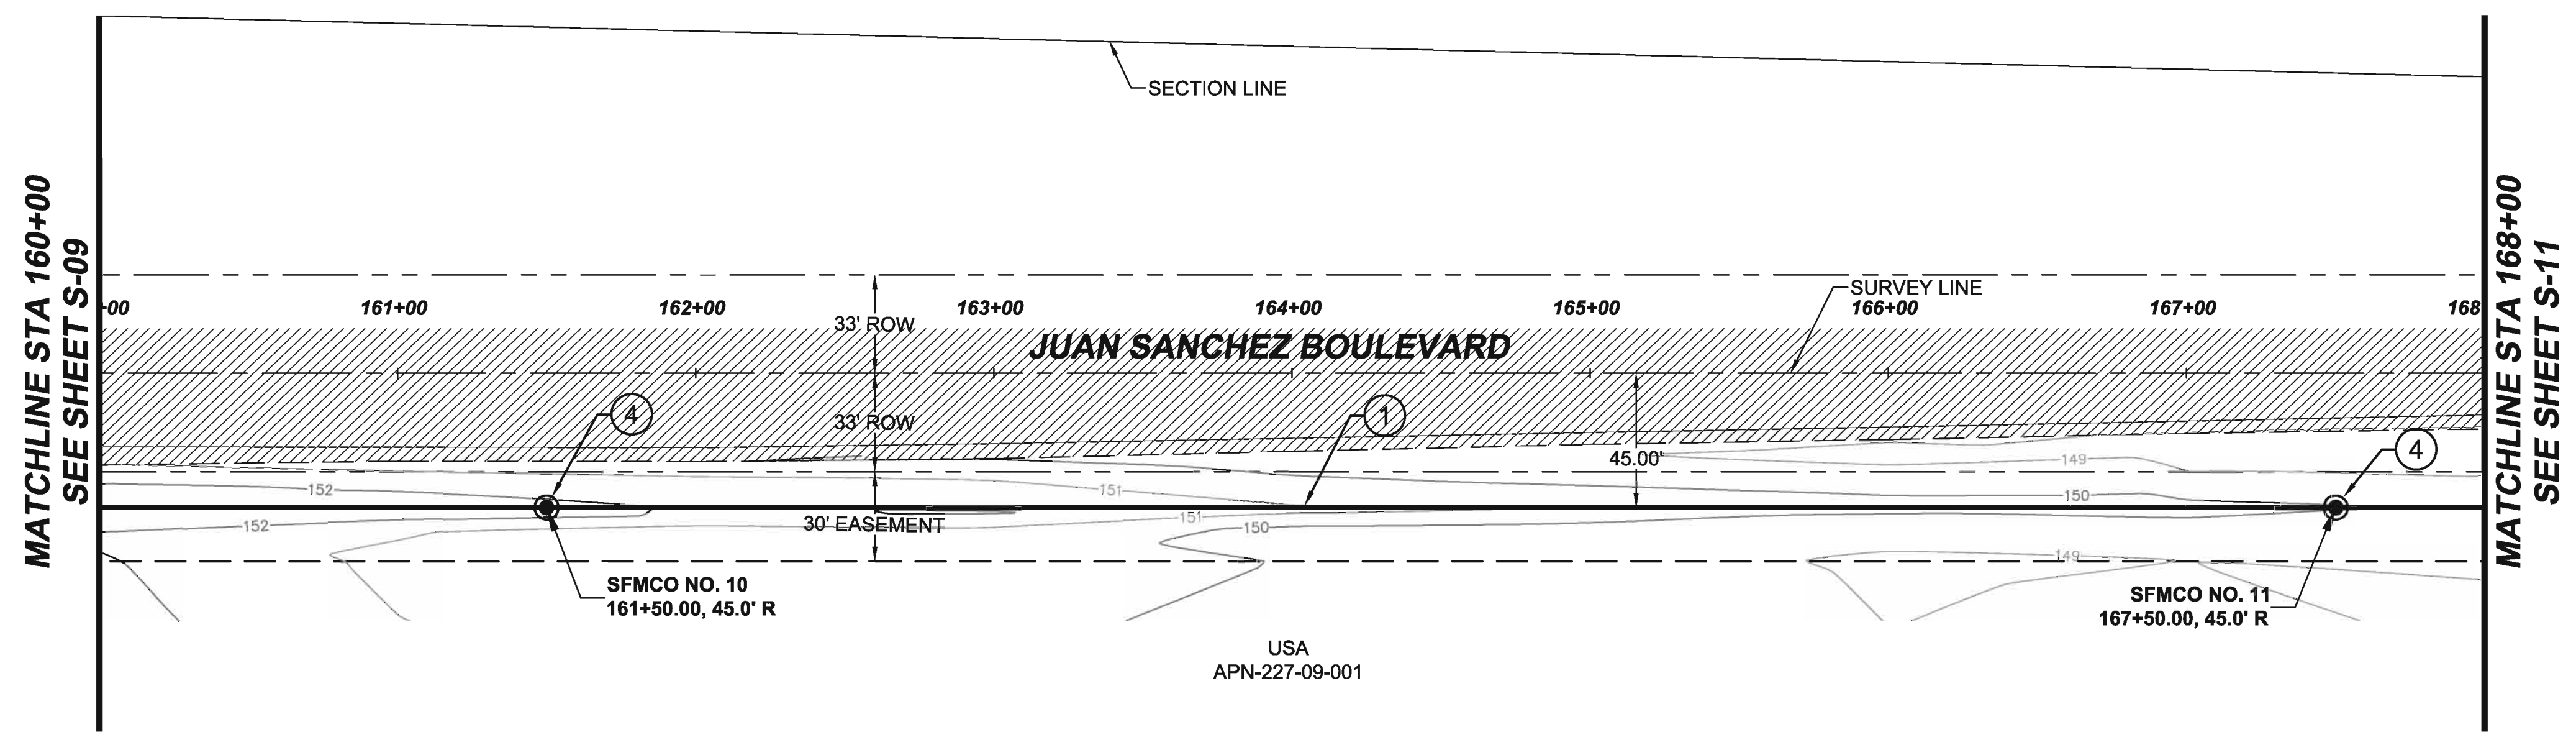 MATCHLINE STA 160+00
SEE SHEET S-09
SECTION LINE
+00
161+00
162+00
163+00
164+00
165+00
166+00
167+00
168
SURVEY LINE
33' ROW
JUAN SANCHEZ BOULEVARD
33' ROW
4
1
4
45.00'
149
152
151
150
152
151
150
30' EASEMENT
149
SFMCO NO. 10
161+50.00, 45.0' R
SFMCO NO. 11
167+50.00, 45.0' R
USA
APN-227-09-001
MATCHLINE STA 168+00
SEE SHEET S-11